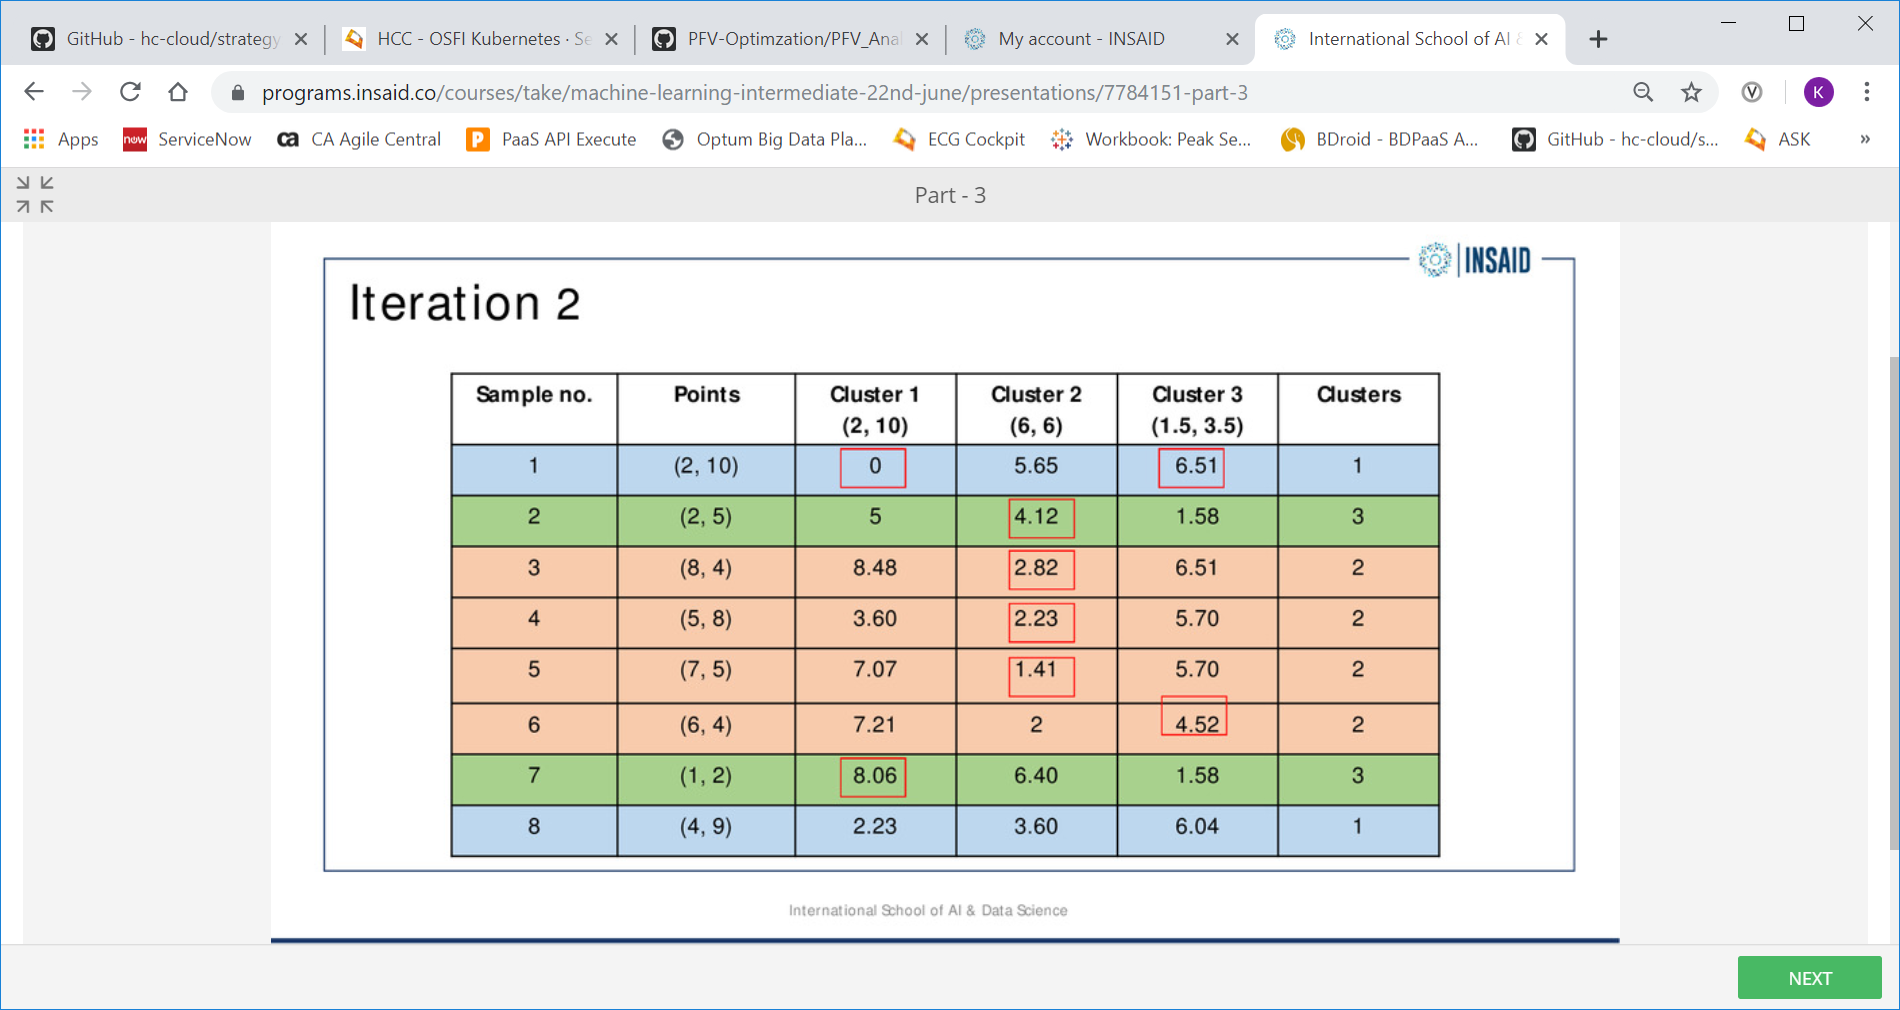 GitHub - hc-cloud/strategy
HCC - OSFI Kubernetes · Se
PFV-Optimzation/PFV_Anal
My account - INSAID
International School of AI &
programs.insaid.co/courses/take/machine-learning-intermediate-22nd-june/presentations/7784151-part-3
K
Apps
now ServiceNow
ca CA Agile Central
P PaaS API Execute
Optum Big Data Pla...
ECG Cockpit
Workbook: Peak Se...
BDroid - BDPaaS A...
GitHub - hc-cloud/s...
ASK
»
Part - 3
INSAID
Iteration 2
Sample no. Points Cluster 1 Cluster 2 Cluster 3 Clusters
(2, 10) (6, 6) (1.5, 3.5)
1 (2, 10) 0 5.65 6.51 1
2 (2, 5) 5 4.12 1.58 3
3 (8, 4) 8.48 2.82 6.51 2
4 (5, 8) 3.60 2.23 5.70 2
5 (7, 5) 7.07 1.41 5.70 2
6 (6, 4) 7.21 2 4.52 2
7 (1, 2) 8.06 6.40 1.58 3
8 (4, 9) 2.23 3.60 6.04 1
International School of AI & Data Science
NEXT